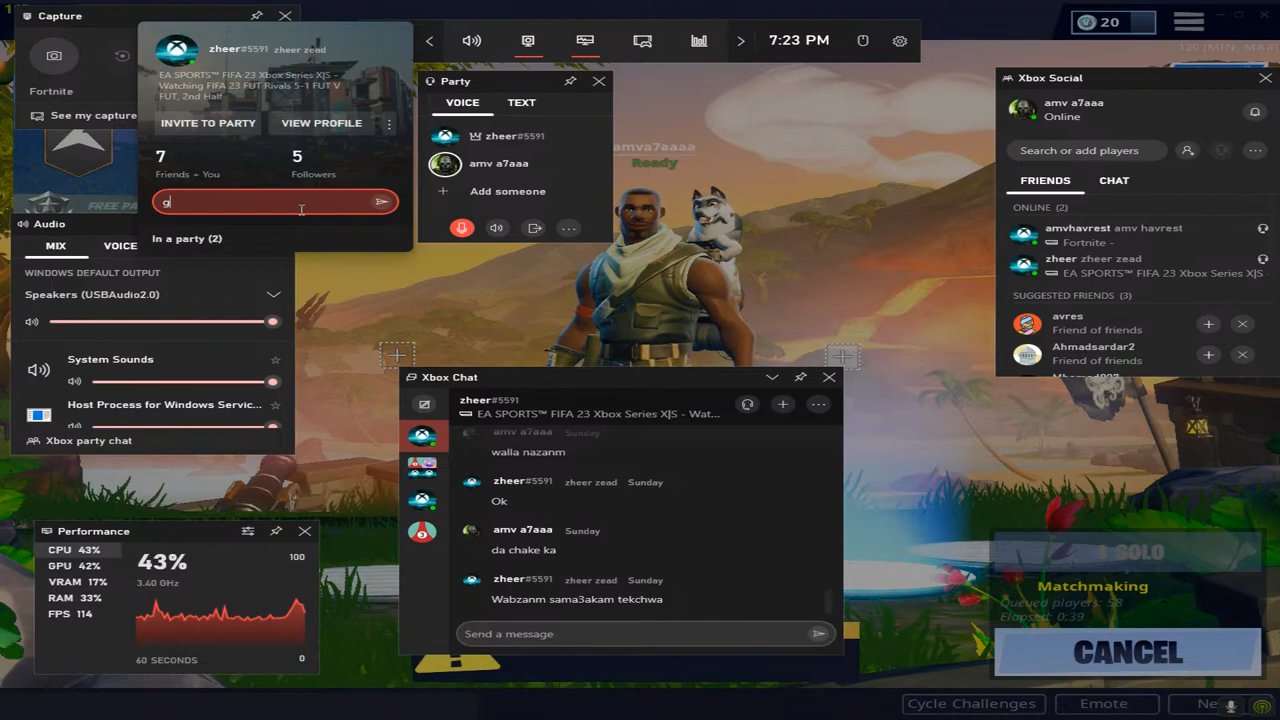 Capture
Fortnite
See my capture
zheer#5591 zheer zead
EA SPORTS™ FIFA 23 Xbox Series X|S -
Watching FIFA 23 FUT Rivals 5-1 FUT V
FUT, 2nd Half
INVITE TO PARTY VIEW PROFILE
7 5
Friends + You Followers
g
In a party (2)
7:23 PM
20
Party
VOICE TEXT
zheer#5591
amv a7aaa
Add someone
amva7aaaa
Ready
Xbox Social
amv a7aaa
Online
Search or add players
FRIENDS CHAT
ONLINE (2)
amvhavrest amv havrest
Fortnite -
zheer zheer zead
EA SPORTS™ FIFA 23 Xbox Series X|S -
SUGGESTED FRIENDS (3)
avres
Friend of friends
Ahmadsardar2
Friend of friends
FREE
Audio
MIX VOICE
WINDOWS DEFAULT OUTPUT
Speakers (USBAudio2.0)
System Sounds
Host Process for Windows Servic...
Xbox party chat
Xbox Chat
zheer#5591
EA SPORTS™ FIFA 23 Xbox Series X|S - Wat...
amv a7aaa Sunday
walla nazanm
zheer#5591 zheer zead Sunday
Ok
amv a7aaa Sunday
da chake ka
zheer#5591 zheer zead Sunday
Wabzanm sama3akam tekchwa
Send a message
Performance
CPU 43%
GPU 42%
VRAM 17%
RAM 33%
FPS 114
43%
3.40 GHz
100
60 SECONDS 0
SOLO
Matchmaking
Queued players: 58
Elapsed: 0:39
CANCEL
Cycle Challenges Emote Ne